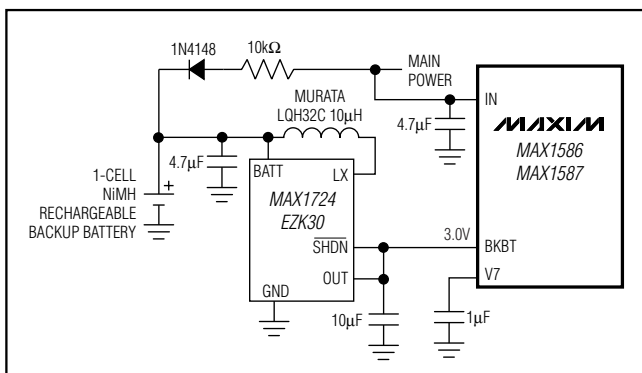 1N4148
10kΩ
MAIN
POWER
IN
MAXIM
MAX1586
MAX1587
4.7µF
MURATA
LQH32C 10µH
4.7µF
BATT
LX
1-CELL
NiMH
RECHARGEABLE
BACKUP BATTERY
+
MAX1724
EZK30
SHDN
3.0V
BKBT
OUT
V7
GND
10µF
1µF